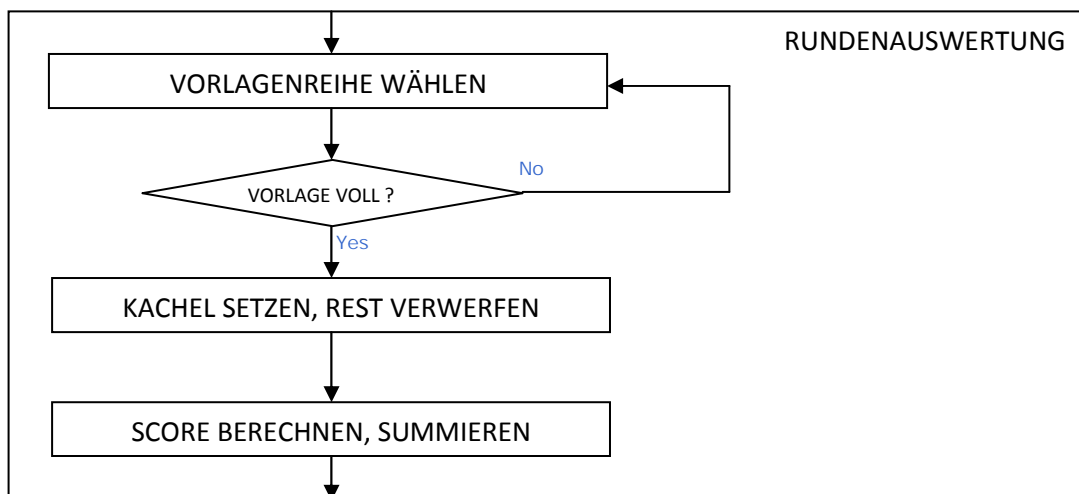 RUNDENAUSWERTUNG
VORLAGENREIHE WÄHLEN
No
VORLAGE VOLL ?
Yes
KACHEL SETZEN, REST VERWERFEN
SCORE BERECHNEN, SUMMIEREN